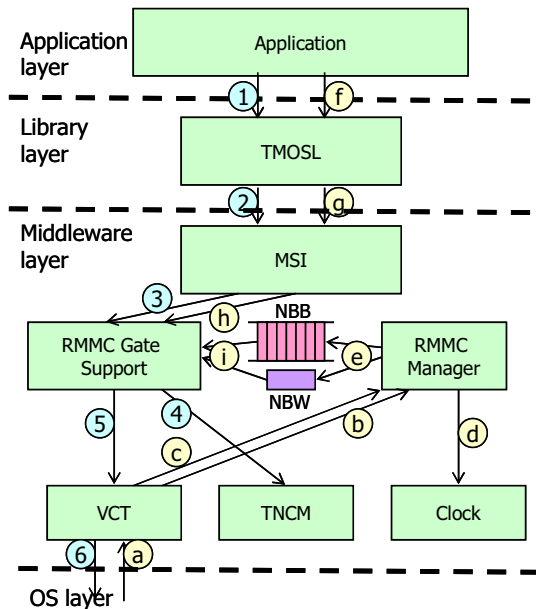 Application
layer
Application
1
f
Library
layer
TMOSL
2
g
Middleware
layer
MSI
3
h
NBB
RMMC Gate
Support
i
e
RMMC
Manager
NBW
5
4
c
b
d
VCT
TNCM
Clock
6
a
OS layer